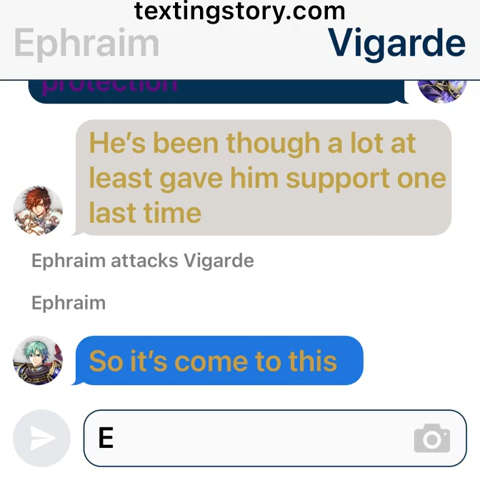 textingstory.com
Ephraim Vigarde
protection
He's been though a lot at
least gave him support one
last time
Ephraim attacks Vigarde
Ephraim
So it's come to this
E